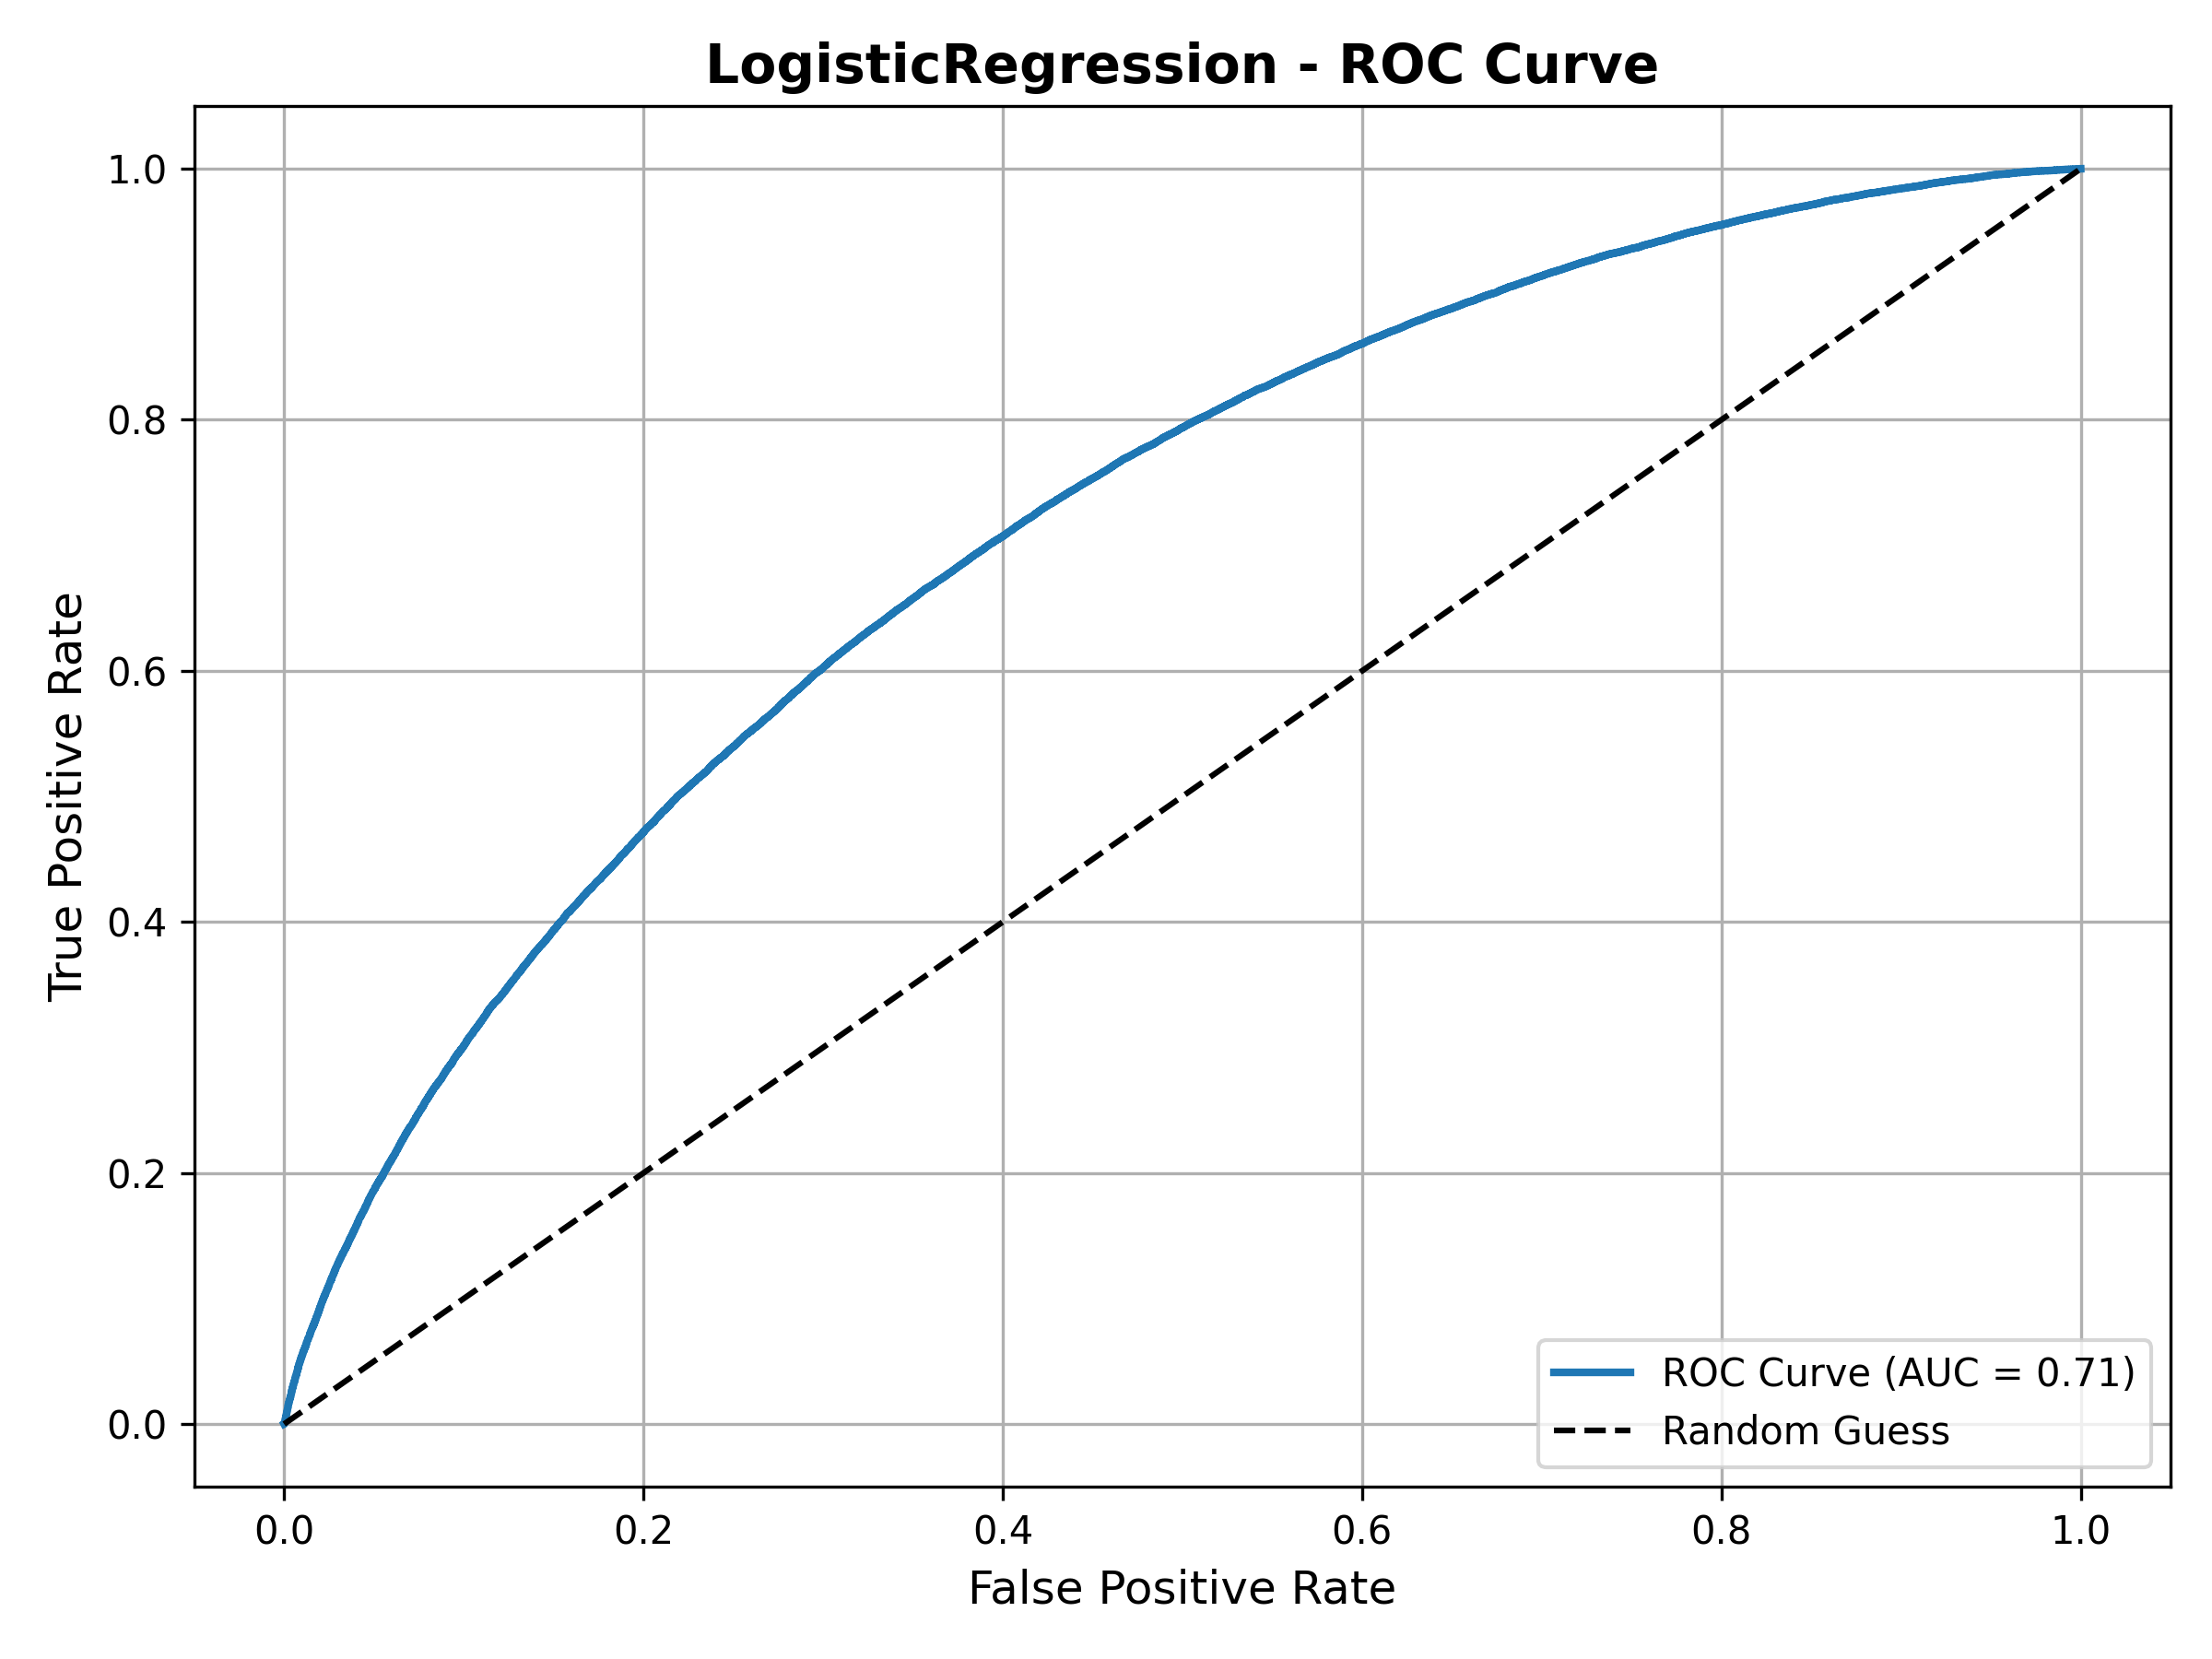 LogisticRegression - ROC Curve
True Positive Rate
1.0
0.8
0.6
0.4
0.2
0.0
0.0 0.2 0.4 0.6 0.8 1.0
False Positive Rate
ROC Curve (AUC = 0.71)
Random Guess